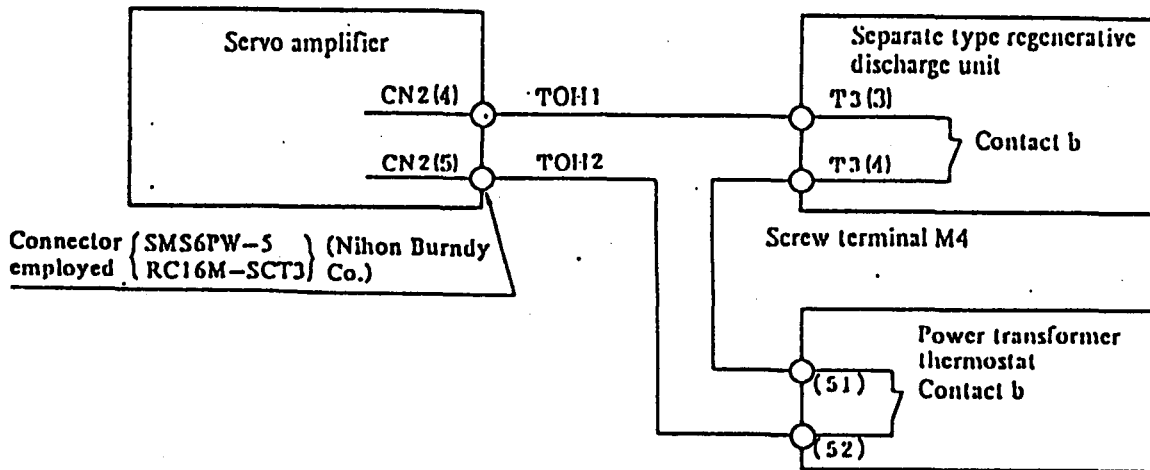 Servo amplifier
CN2(4)
TOH1
CN2(5)
TOH2
Separate type regenerative
discharge unit
T3(3)
Contact b
T3(4)
Screw terminal M4
Connector { SMS6PW-5 } (Nihon Burndy
employed { RC16M-SCT3 } Co.)
Power transformer
thermostat
(51)
Contact b
(52)